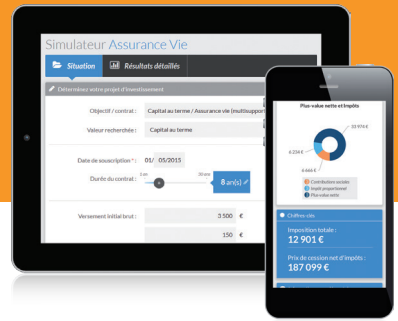 Simulateur Assurance Vie
Situation
Résultats détaillés
Déterminez votre projet d'investissement
Objectif / contrat :
Capital au terme / Assurance vie (multisupport
Valeur recherchée :
Capital au terme
Date de souscription * :
01/ 05/2015
Durée du contrat :
8 an(s)
Versement initial brut :
3 500 €
150 €
Plus-value nette et Impôts
33 974 €
6 234 €
6 666 €
Contributions sociales
Impôt proportionnel
Plus-value nette
Chiffres-clés
Imposition totale :
12 901 €
Prix de cession net d'impôts :
187 099 €